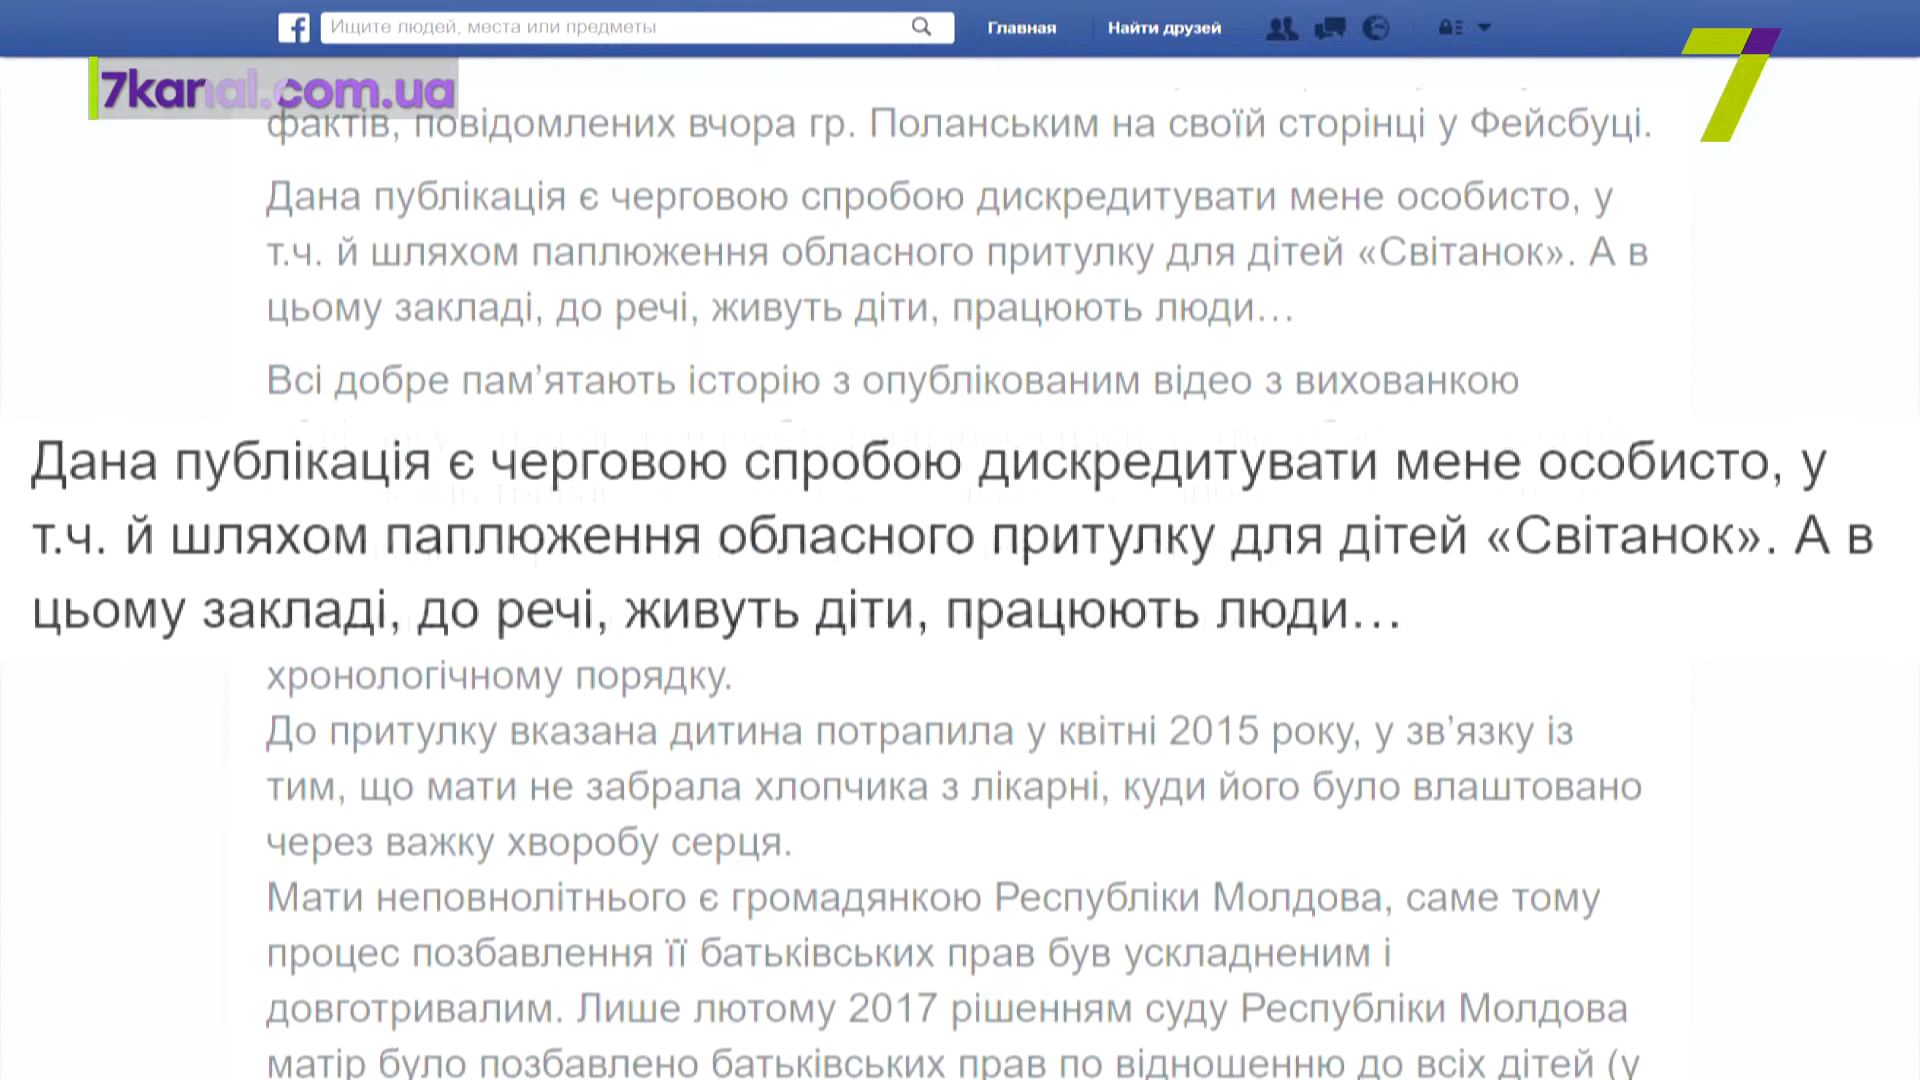 Ищите людей, места или предметы
Главная
Найти друзей
7kanal.com.ua
7
фактів, повідомлених вчора гр. Поланським на своїй сторінці у Фейсбуці.
Дана публікація є черговою спробою дискредитувати мене особисто, у
т.ч. й шляхом паплюження обласного притулку для дітей «Світанок». А в
цьому закладі, до речі, живуть діти, працюють люди...
Всі добре пам’ятають історію з опублікованим відео з вихованкою
Дана публікація є черговою спробою дискредитувати мене особисто, у
т.ч. й шляхом паплюження обласного притулку для дітей «Світанок». А в
цьому закладі, до речі, живуть діти, працюють люди...
хронологічному порядку.
До притулку вказана дитина потрапила у квітні 2015 року, у зв’язку із
тим, що мати не забрала хлопчика з лікарні, куди його було влаштовано
через важку хворобу серця.
Мати неповнолітнього є громадянкою Республіки Молдова, саме тому
процес позбавлення її батьківських прав був ускладненим і
довготривалим. Лише лютому 2017 рішенням суду Республіки Молдова
матір було позбавлено батьківських прав по відношенню до всіх дітей (у